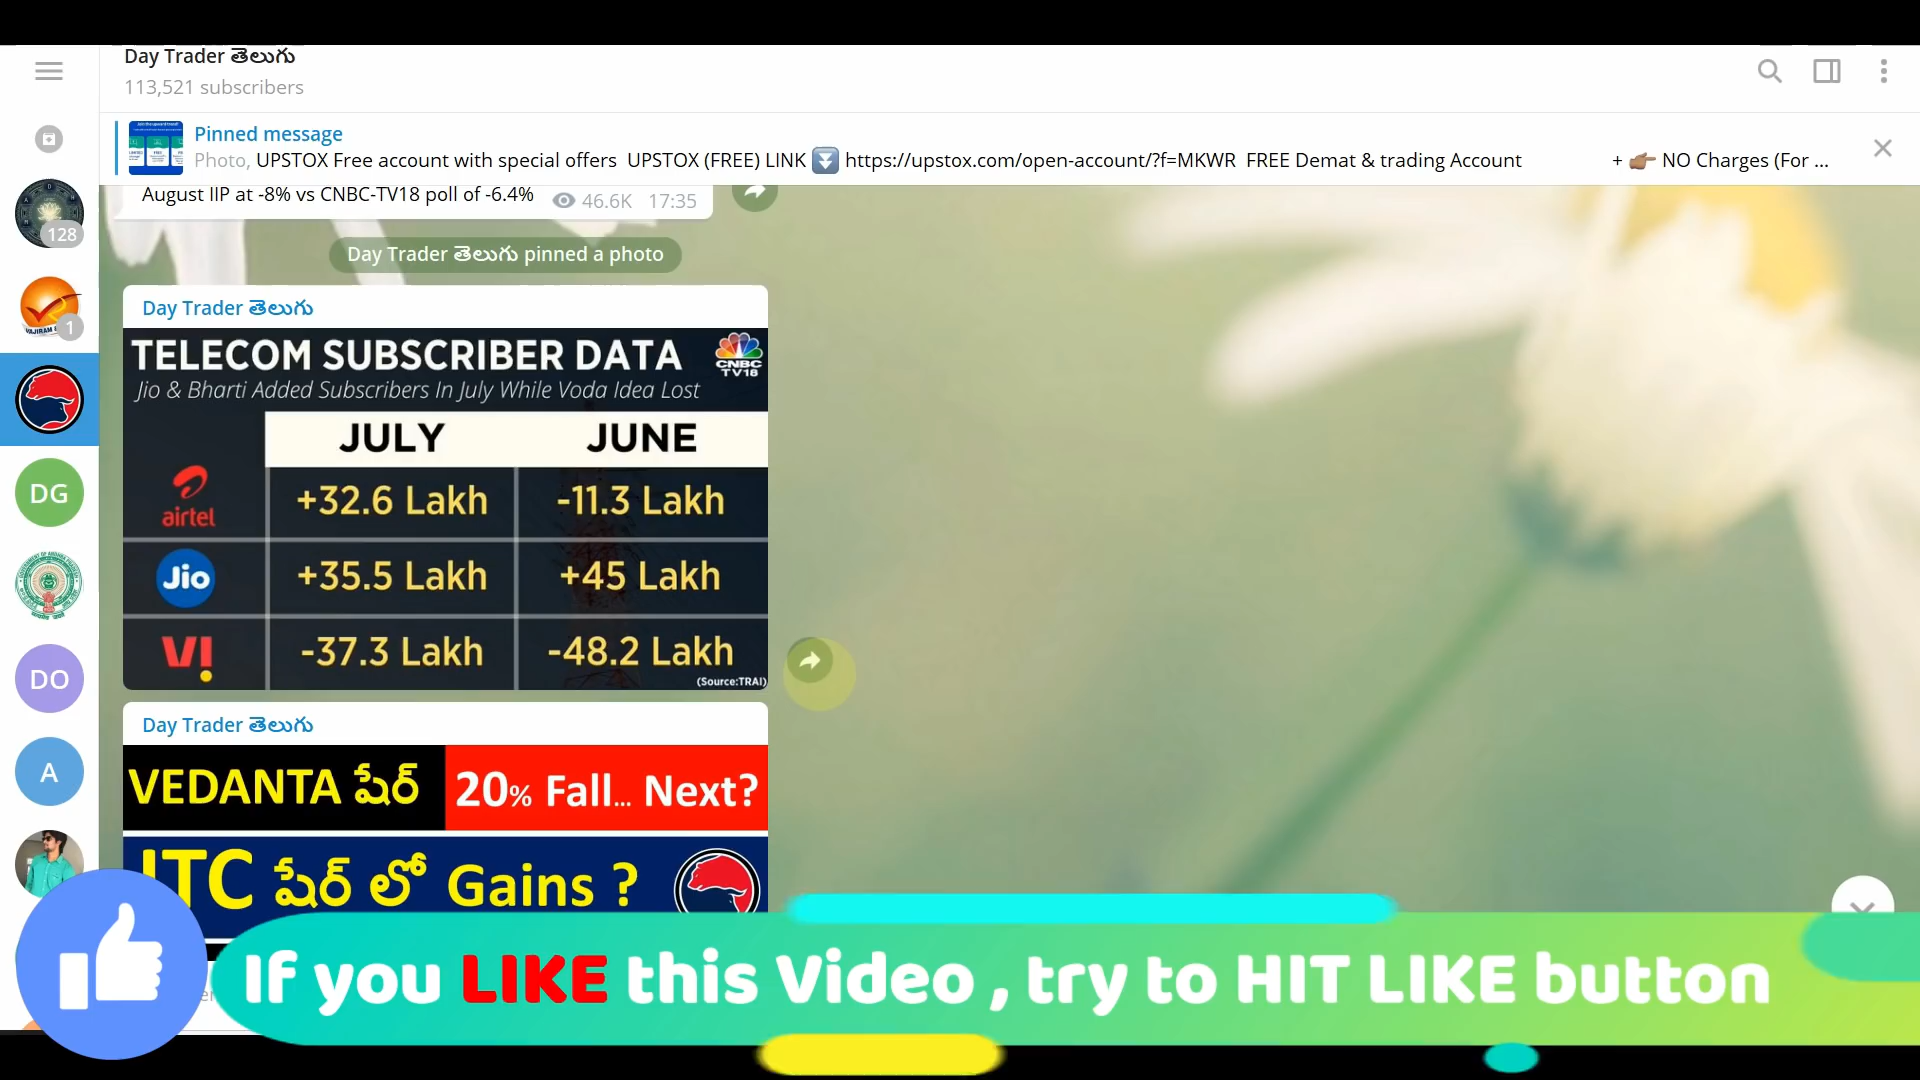 Day Trader తెలుగు
113,521 subscribers
Pinned message
Photo, UPSTOX Free account with special offers UPSTOX (FREE) LINK ⏬ https://upstox.com/open-account/?f=MKWR FREE Demat & trading Account + 👉🏽 NO Charges (For ...
August IIP at -8% vs CNBC-TV18 poll of -6.4%
46.6K 17:35
128
Day Trader తెలుగు pinned a photo
1
Day Trader తెలుగు
TELECOM SUBSCRIBER DATA
CNBC
TV18
Jio & Bharti Added Subscribers In July While Voda Idea Lost
JULY JUNE
airtel +32.6 Lakh -11.3 Lakh
Jio +35.5 Lakh +45 Lakh
VI -37.3 Lakh -48.2 Lakh
(Source:TRAI)
DG
DO
A
Day Trader తెలుగు
VEDANTA షేర్ 20% Fall... Next?
ITC షేర్ లో Gains ?
If you LIKE this Video , try to HIT LIKE button